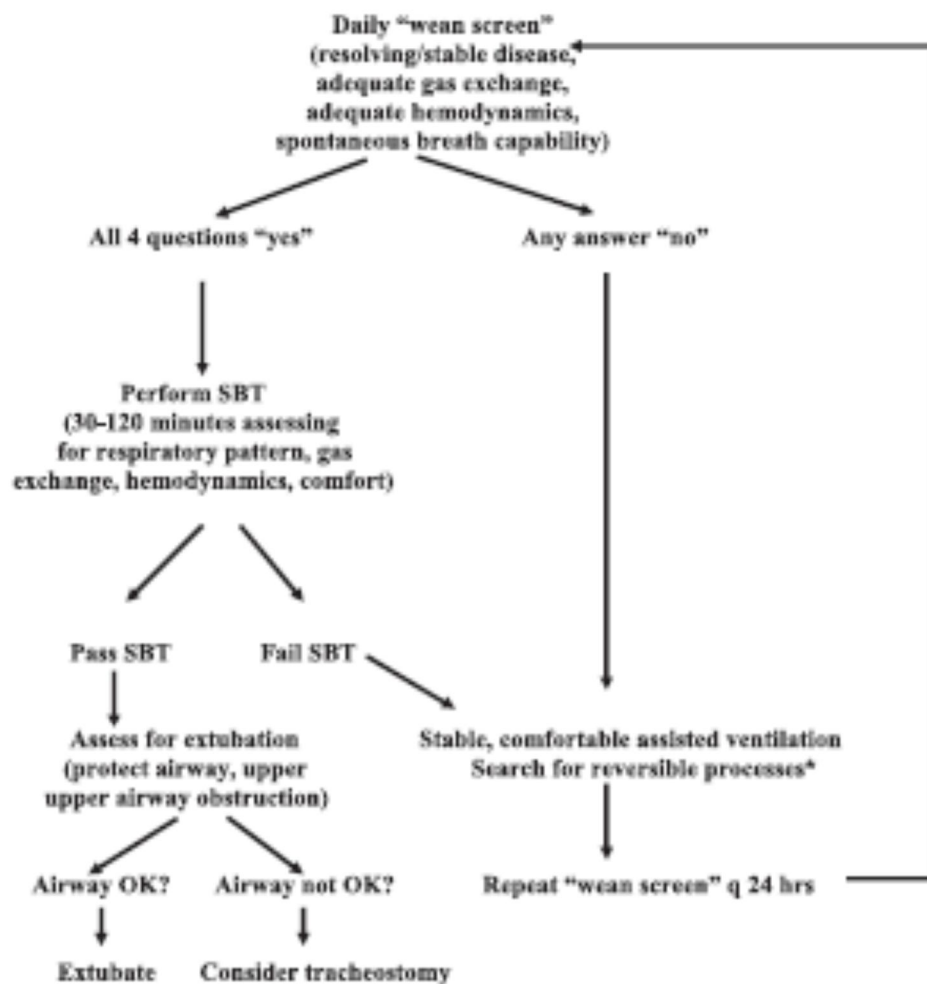 Daily “wean screen”
(resolving/stable disease,
adequate gas exchange,
adequate hemodynamics,
spontaneous breath capability)
All 4 questions “yes”
Any answer “no”
Perform SBT
(30-120 minutes assessing
for respiratory pattern, gas
exchange, hemodynamics, comfort)
Pass SBT
Fail SBT
Assess for extubation
(protect airway, upper
upper airway obstruction)
Stable, comfortable assisted ventilation
Search for reversible processes*
Airway OK?
Airway not OK?
Repeat “wean screen” q 24 hrs
Extubate
Consider tracheostomy